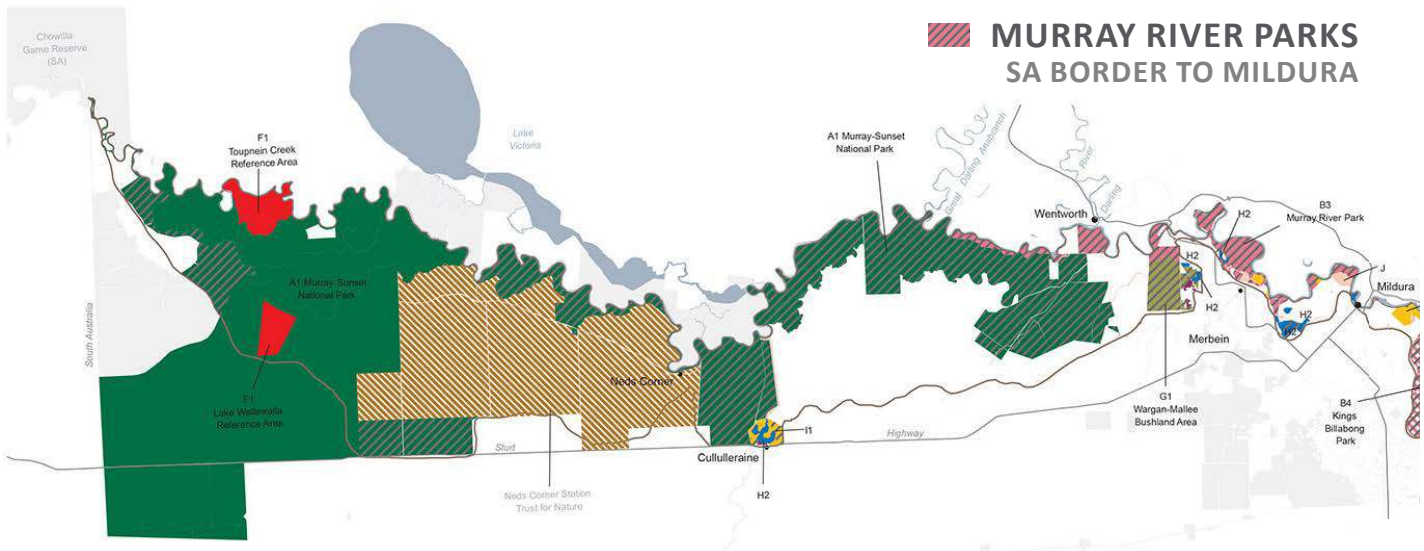 MURRAY RIVER PARKS
SA BORDER TO MILDURA
Chowilla
Game Reserve
(SA)
F1
Toupnein Creek
Reference Area
Lake
Victoria
A1 Murray-Sunset
National Park
Great Darling Anabranch
Darling
River
Wentworth
H2
B3
Murray River Park
H2
H2
J
Mildura
A1 Murray-Sunset
National Park
South Australia
H2
H2
Merbein
Neds Corner
F1
Lake Wallawalla
Reference Area
G1
Wargan-Mallee
Bushland Area
B4
Kings
Billabong
Park
I1
Sturt
Highway
Cullulleraine
H2
Neds Corner Station
Trust for Nature